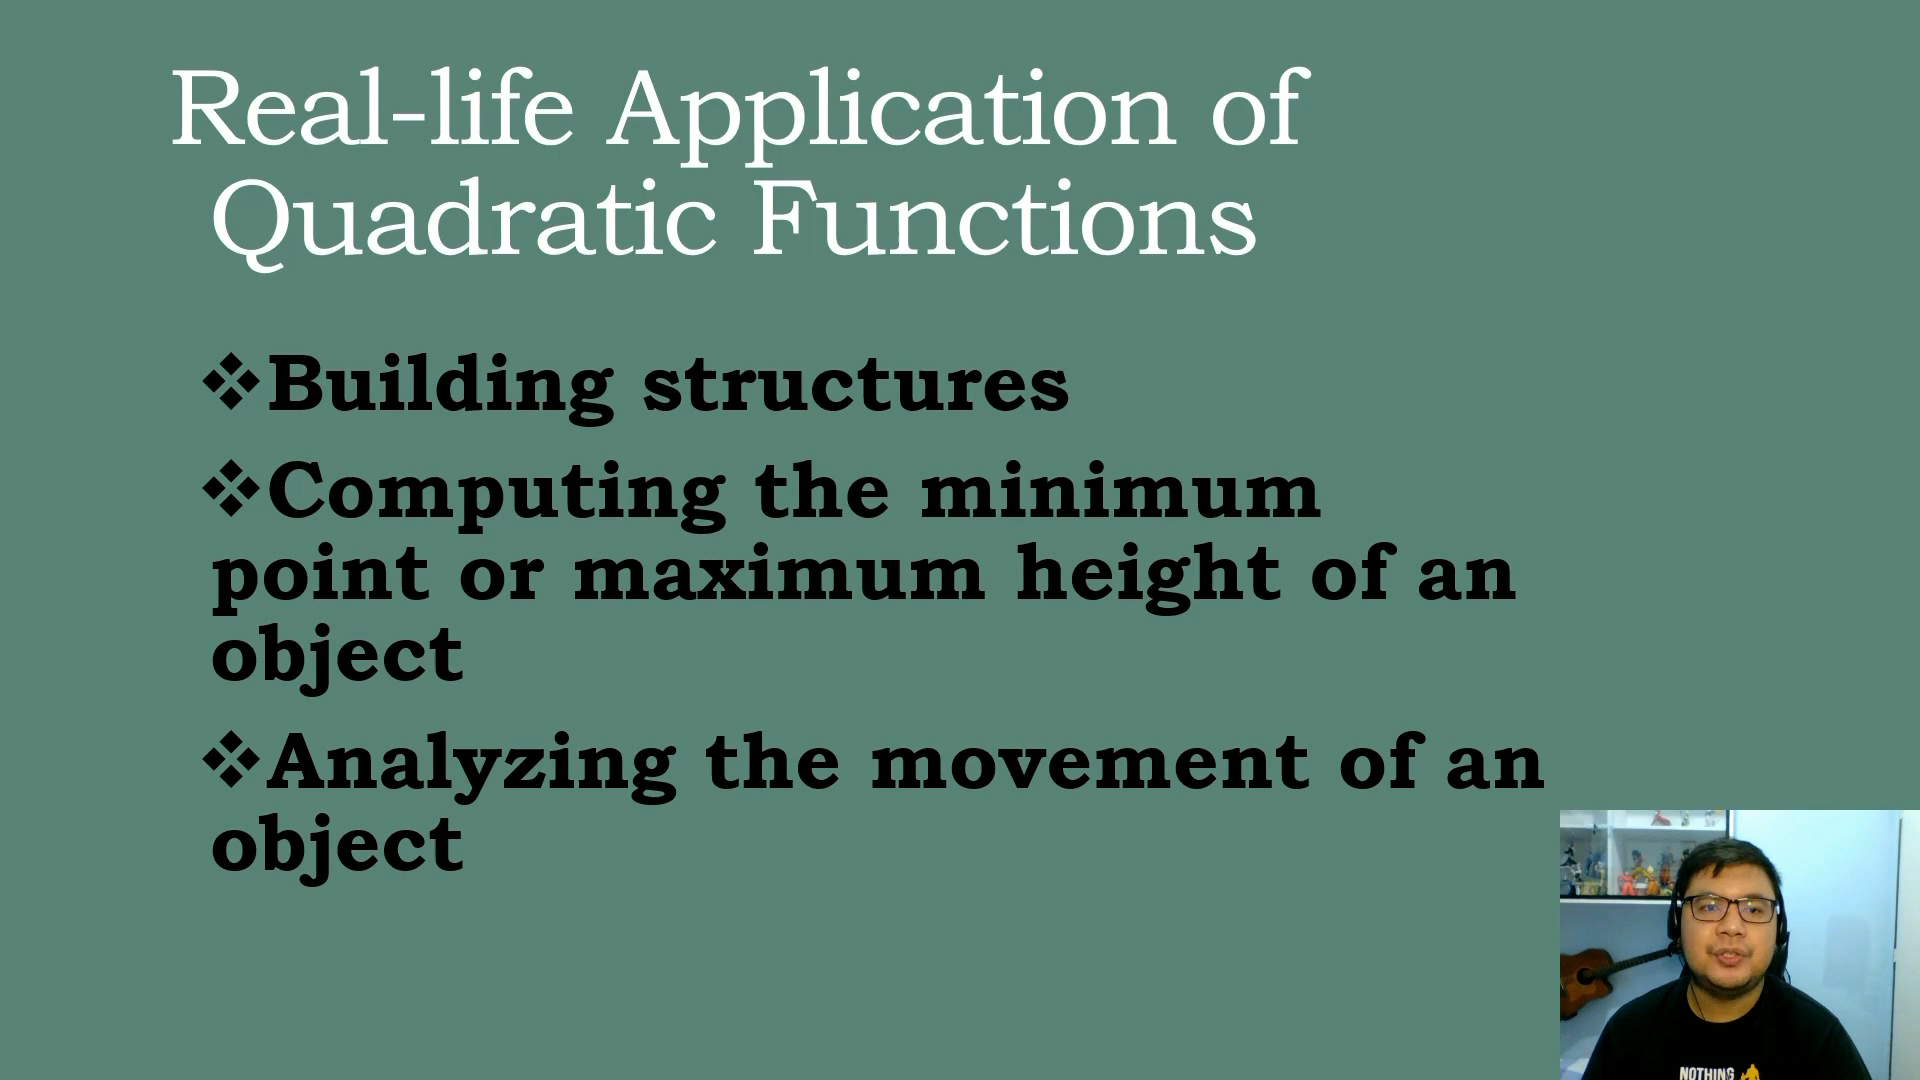 Real-life Application of
Quadratic Functions
❖Building structures
❖Computing the minimum
point or maximum height of an
object
❖Analyzing the movement of an
object
NOTHING